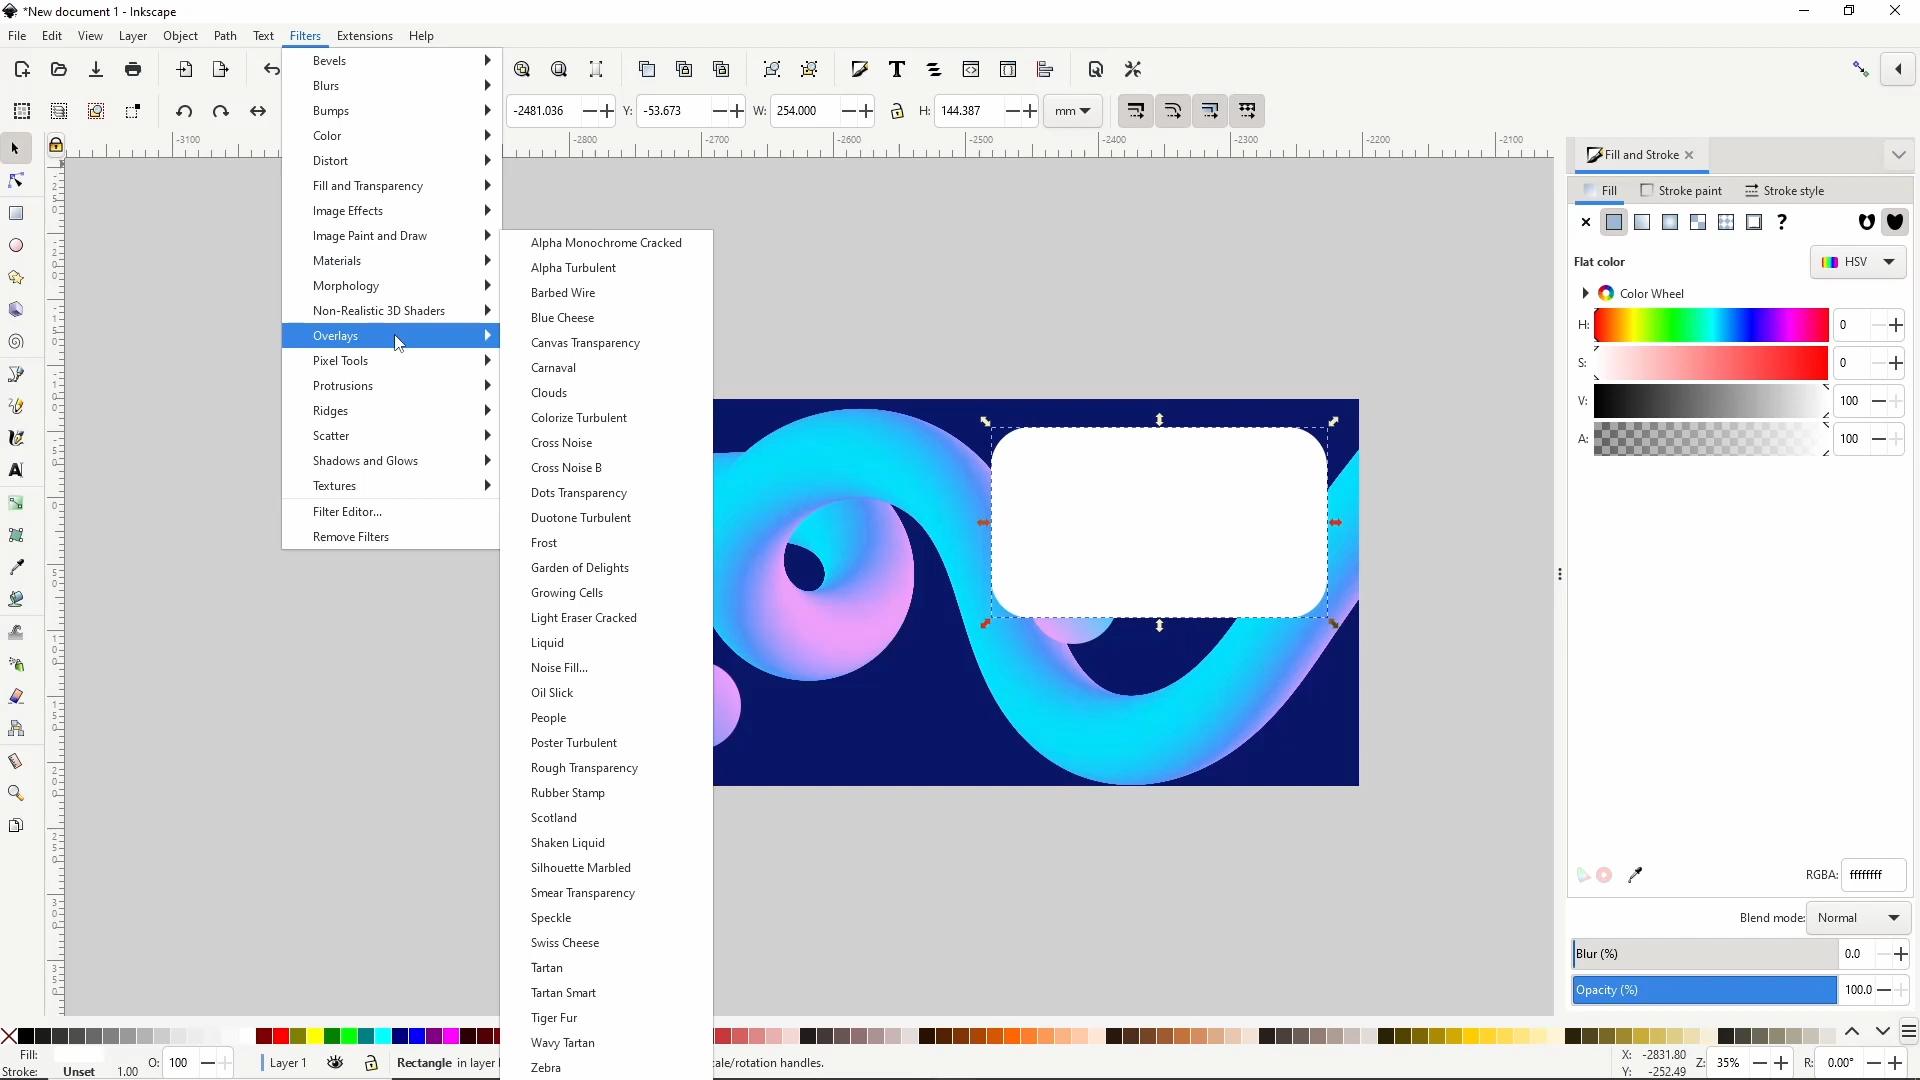 *New document 1 - Inkscape
File Edit View Layer Object Path Text Filters Extensions Help
-2481.036 Y: -53.673 W: 254.000 H: 144.387 mm
-3100 -2800 -2700 -2600 -2500 -2400 -2300 -2200 -2100
Bevels
Blurs
Bumps
Color
Distort
Fill and Transparency
Image Effects
Image Paint and Draw
Materials
Morphology
Non-Realistic 3D Shaders
Overlays
Pixel Tools
Protrusions
Ridges
Scatter
Shadows and Glows
Textures
Filter Editor...
Remove Filters
Alpha Monochrome Cracked
Alpha Turbulent
Barbed Wire
Blue Cheese
Canvas Transparency
Carnaval
Clouds
Colorize Turbulent
Cross Noise
Cross Noise B
Dots Transparency
Duotone Turbulent
Frost
Garden of Delights
Growing Cells
Light Eraser Cracked
Liquid
Noise Fill...
Oil Slick
People
Poster Turbulent
Rough Transparency
Rubber Stamp
Scotland
Shaken Liquid
Silhouette Marbled
Smear Transparency
Speckle
Swiss Cheese
Tartan
Tartan Smart
Tiger Fur
Wavy Tartan
Zebra
Fill and Stroke
Fill Stroke paint Stroke style
?
Flat color HSV
Color Wheel
H: 0
S: 0
V: 100
A: 100
RGBA: ffffffff
Blend mode: Normal
Blur (%) 0.0
Opacity (%) 100.0
Fill:
Stroke: Unset 1.00
O: 100
Layer 1
Rectangle in layer
cale/rotation handles.
X: -2831.80
Y: -252.49
Z: 35%
R: 0.00°